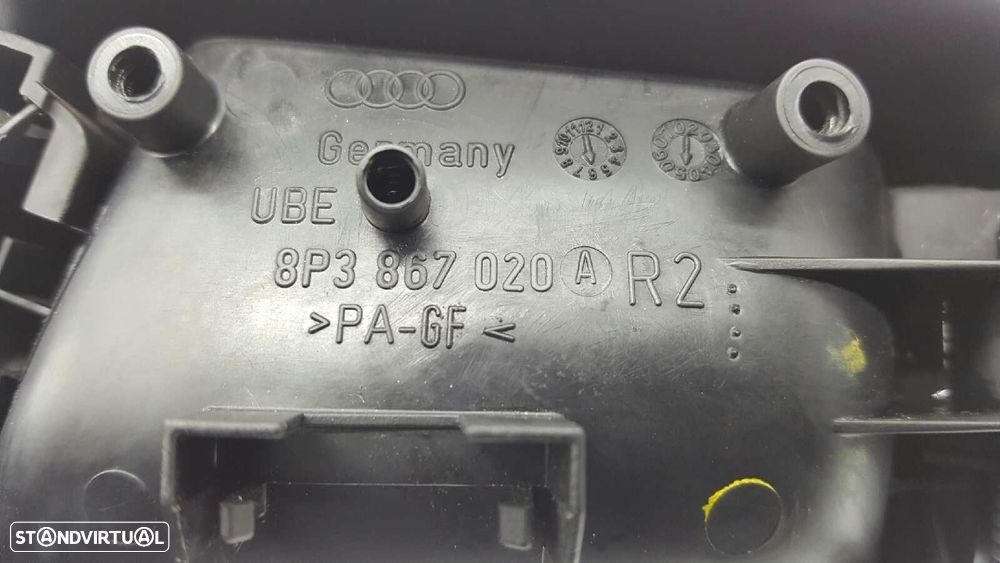 Germany
UBE
8P3 867 020 A R2
>PA-GF<
STANDVIRTUAL